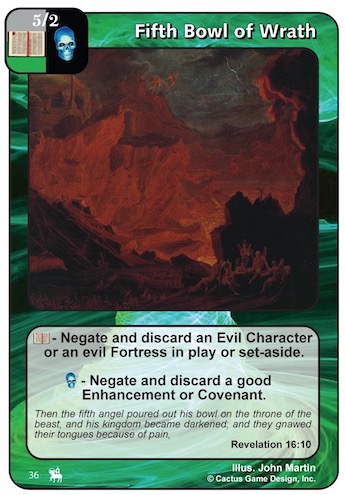 5/2
Fifth Bowl of Wrath
- Negate and discard an Evil Character
or an evil Fortress in play or set-aside.
- Negate and discard a good
Enhancement or Covenant.
Then the fifth angel poured out his bowl on the throne of the
beast, and his kingdom became darkened; and they gnawed
their tongues because of pain,
Revelation 16:10
Illus. John Martin
36
© Cactus Game Design, Inc.